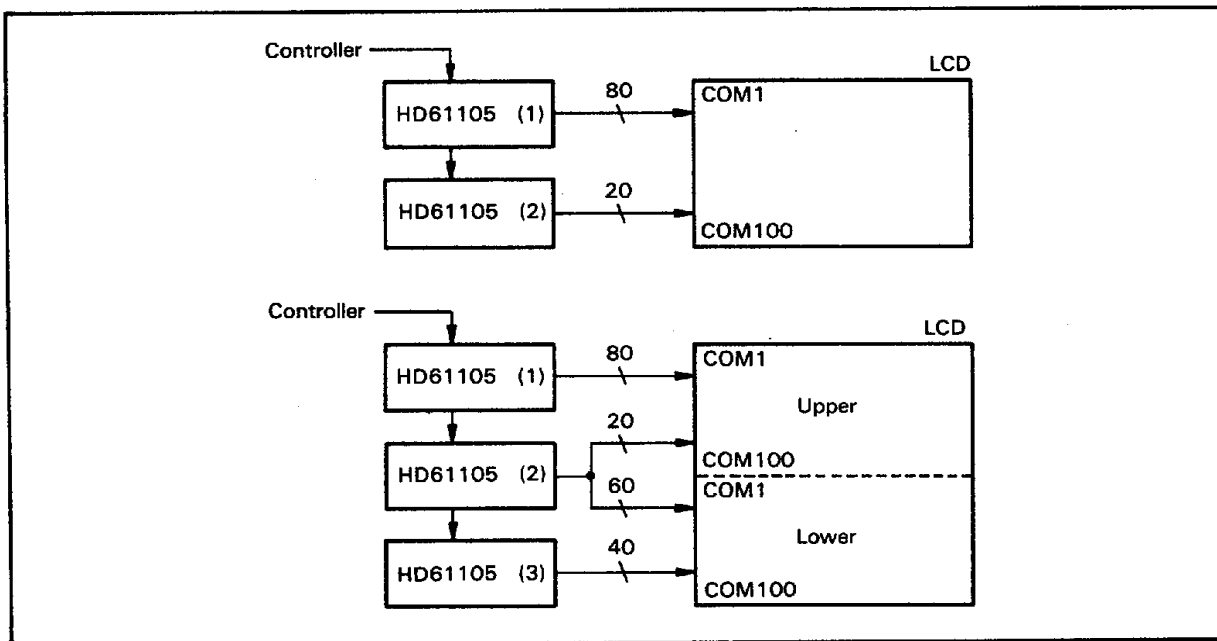 Controller
LCD
HD61105 (1)
80
COM1
HD61105 (2)
20
COM100
Controller
LCD
HD61105 (1)
80
COM1
Upper
20
HD61105 (2)
COM100
60
COM1
Lower
HD61105 (3)
40
COM100